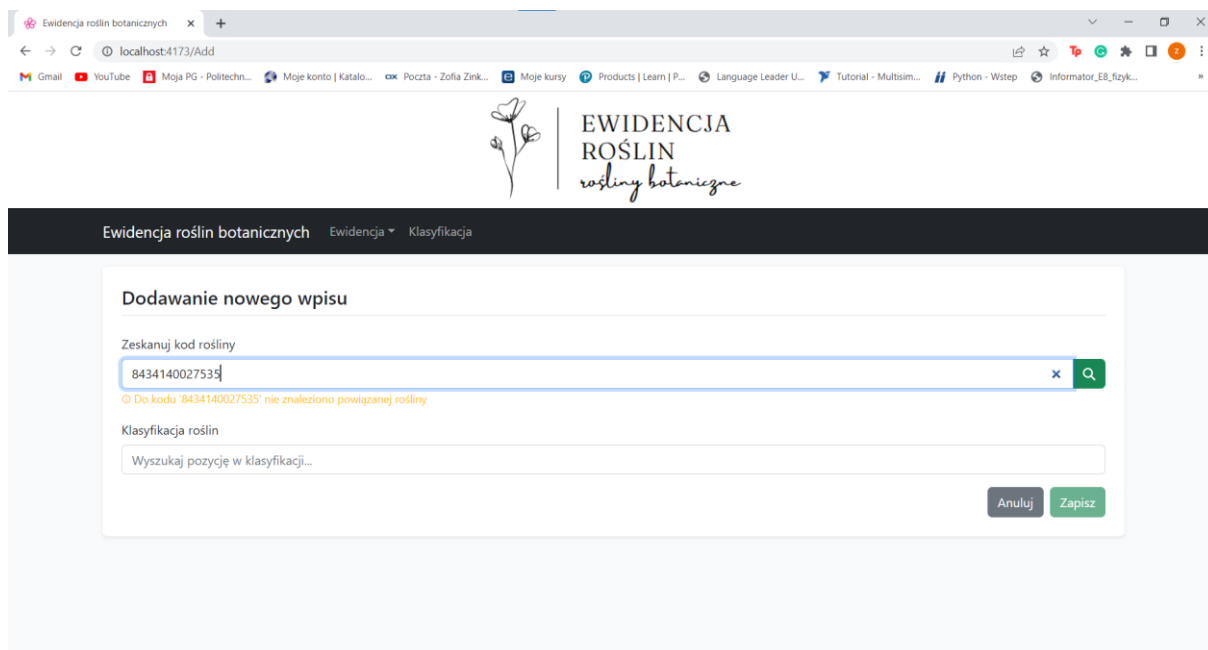 Ewidencja roślin botanicznych
localhost:4173/Add
Gmail YouTube Moja PG - Politechn... Moje konto | Katalo... Poczta - Zofia Zink... Moje kursy Products | Learn | P... Language Leader U... Tutorial - Multisim... Python - Wstep Informator_E8_fizyk...
EWIDENCJA
ROŚLIN
rośliny botaniczne
Ewidencja roślin botanicznych Ewidencja Klasyfikacja
Dodawanie nowego wpisu
Zeskanuj kod rośliny
8434140027535
Do kodu '8434140027535' nie znaleziono powiązanej rośliny
Klasyfikacja roślin
Wyszukaj pozycję w klasyfikacji...
Anuluj Zapisz